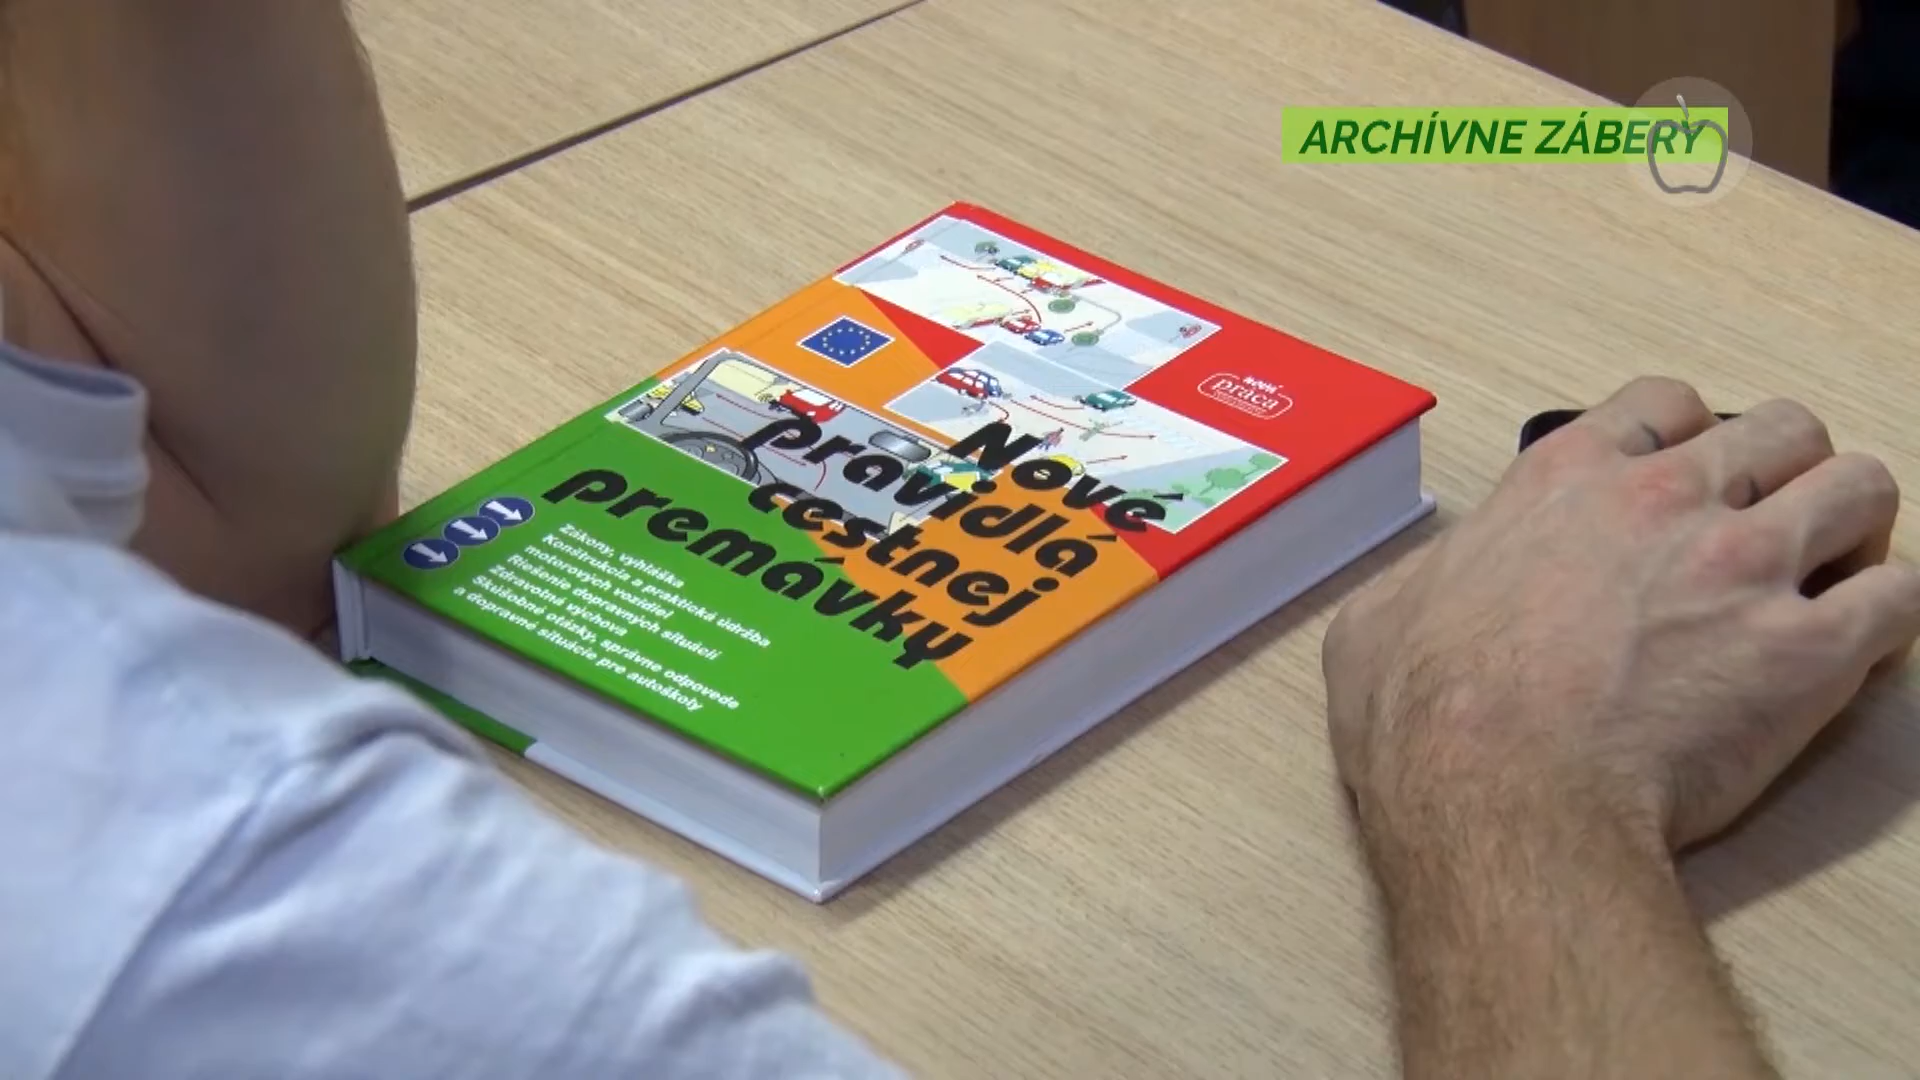 ARCHÍVNE ZÁBERY
práca
Nové
pravidlá
cestnej
premávky
Zákony, vyhláška
Konštrukcia a praktická údržba
motorových vozidiel
Riešenie dopravných situácií
Zdravotná výchova
Skúšobné otázky, správne odpovede
a dopravné situácie pre autoškoly